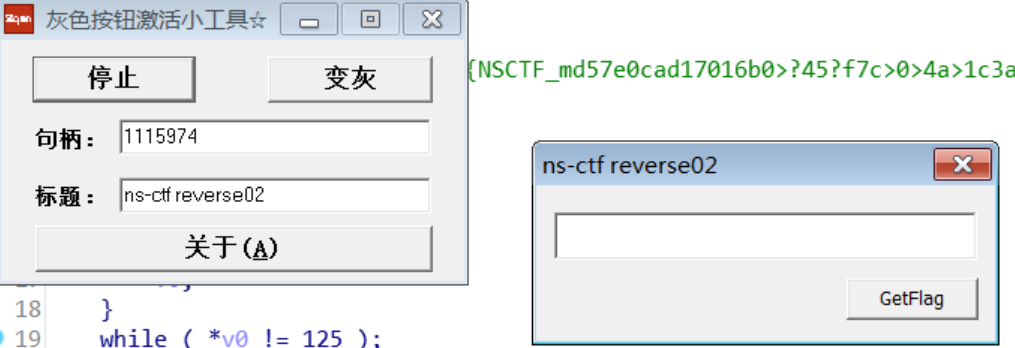 灰色按钮激活小工具☆
停止
变灰
句柄：
1115974
标题：
ns-ctf reverse02
关于(A)
{NSCTF_md57e0cad17016b0>?45?f7c>0>4a>1c3a
ns-ctf reverse02
GetFlag
18 }
19 while ( *v0 != 125 );